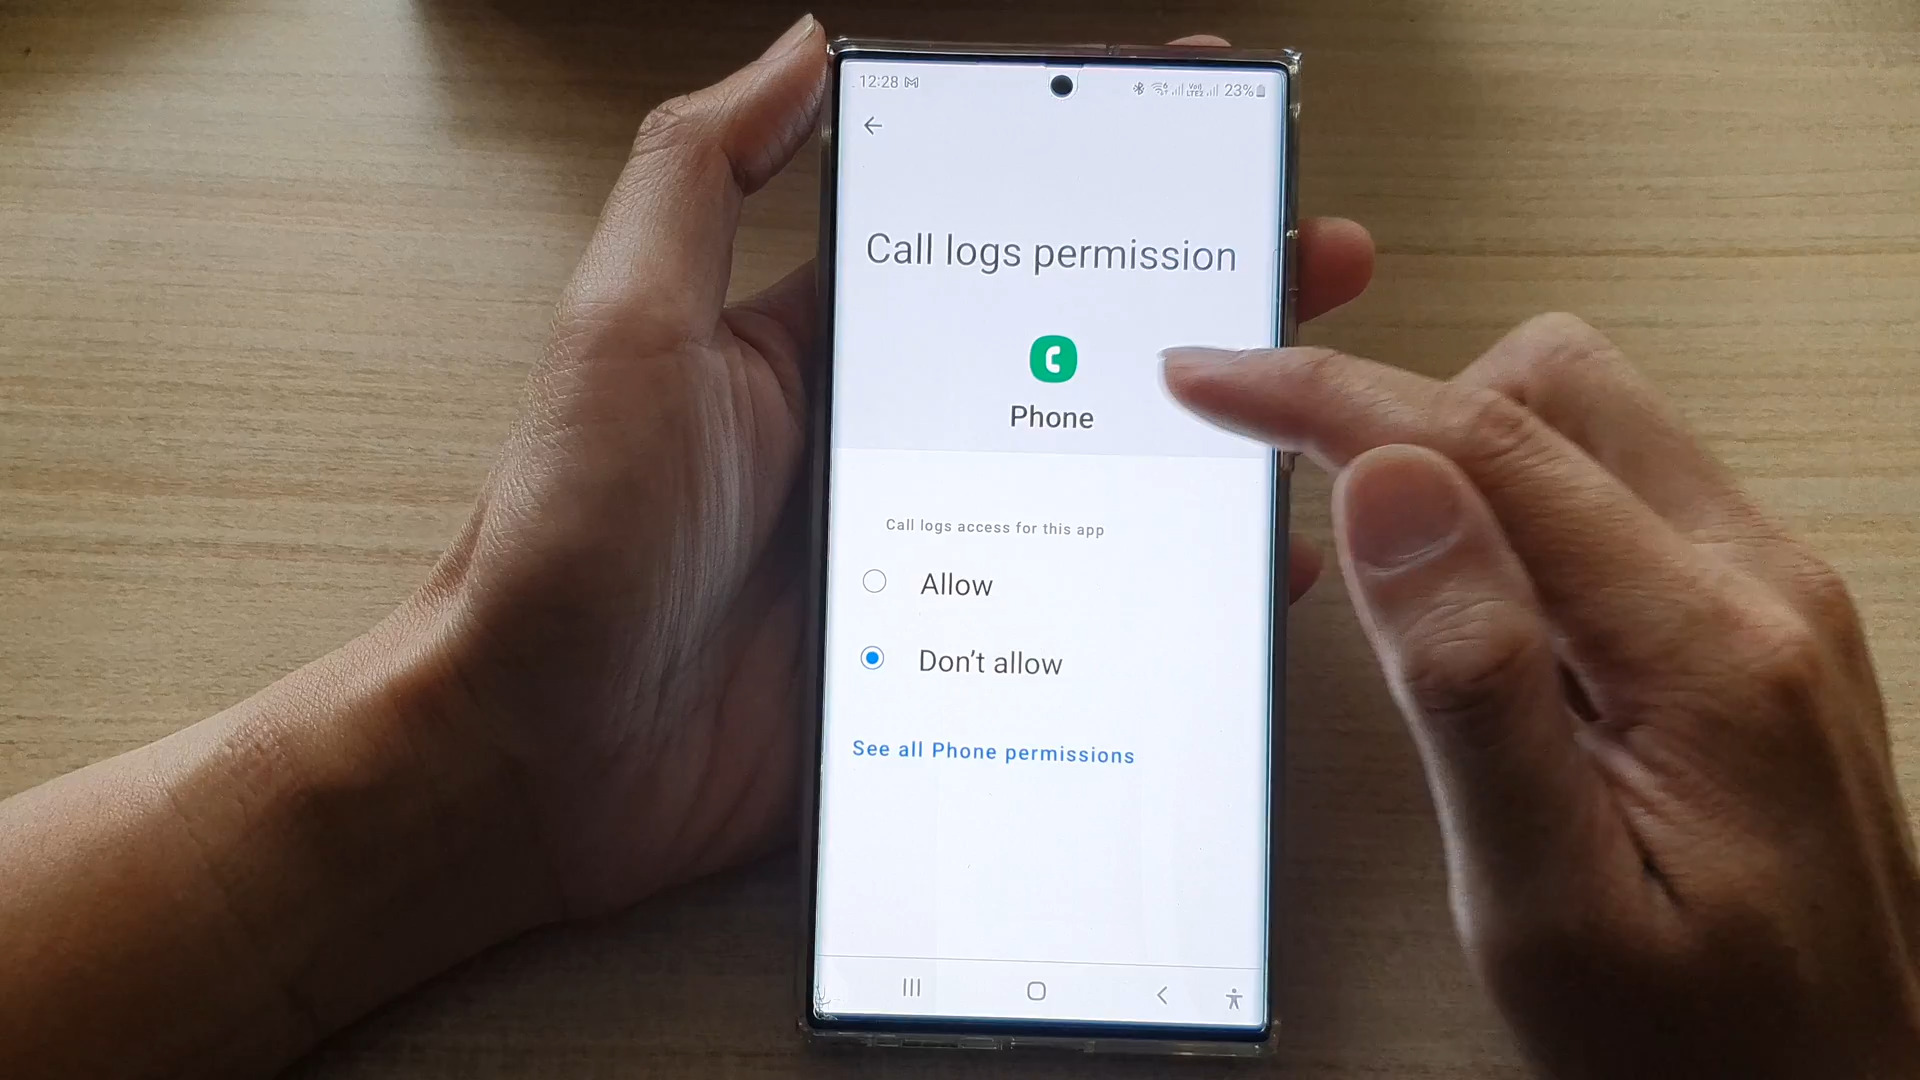 12:28
23%
Call logs permission
Phone
Call logs access for this app
Allow
Don't allow
See all Phone permissions